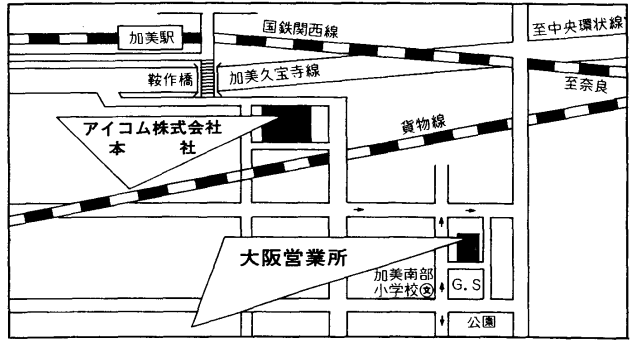 加美駅
国鉄関西線
至中央環状線
鞍作橋
加美久宝寺線
至奈良
アイコム株式会社
本 社
貨物線
大阪営業所
加美南部
小学校文
G.S
公園